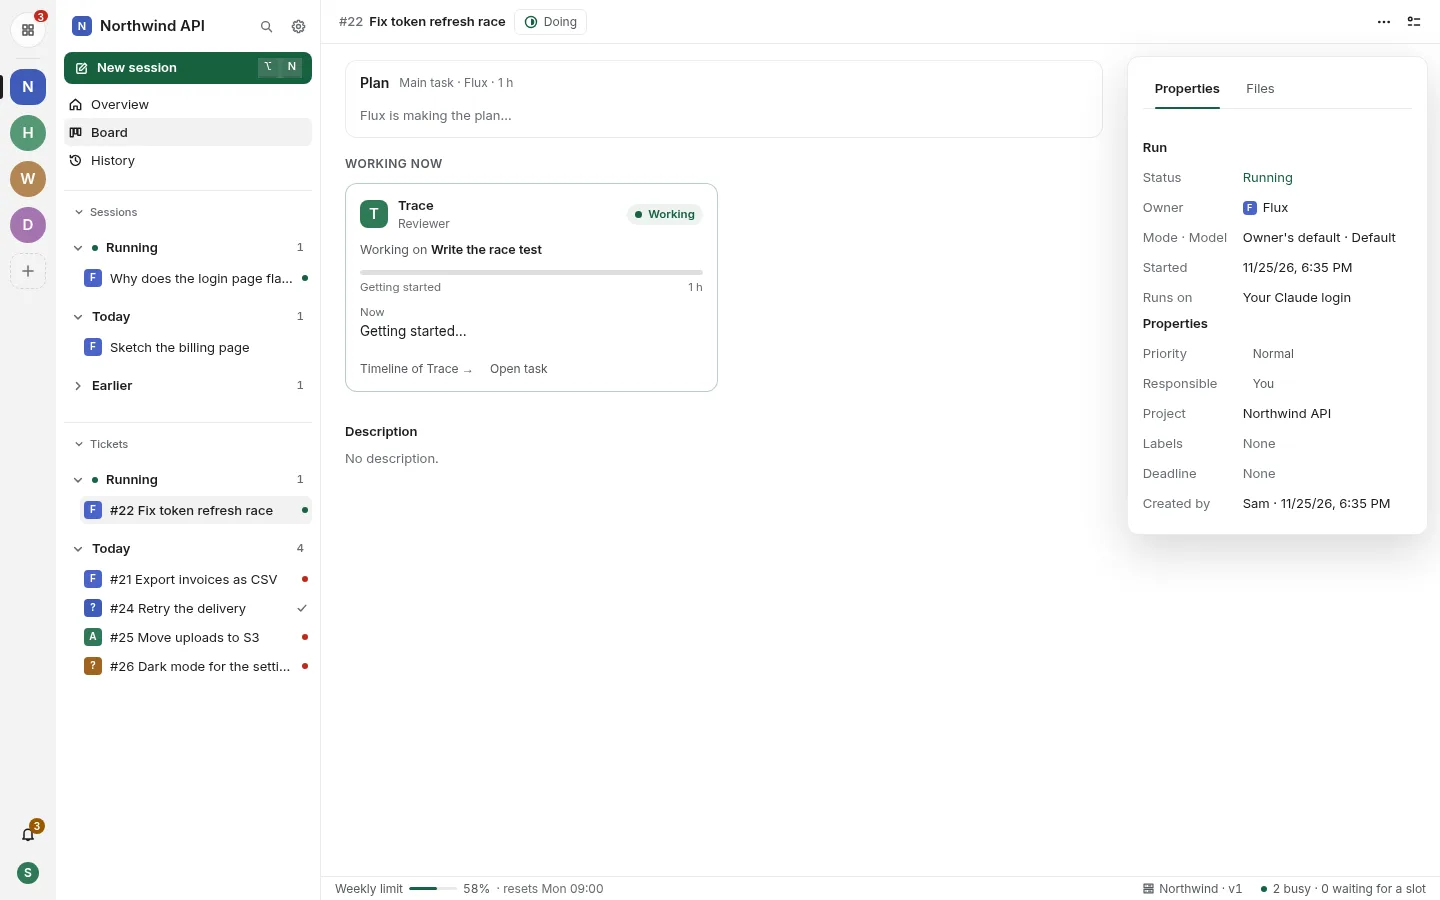 3
N
H
W
D
3
S
N Northwind API
New session ⌥ N
Overview
Board
History
Sessions
Running 1
F Why does the login page fla...
Today 1
F Sketch the billing page
Earlier 1
Tickets
Running 1
F #22 Fix token refresh race
Today 4
F #21 Export invoices as CSV
? #24 Retry the delivery
A #25 Move uploads to S3
? #26 Dark mode for the setti...
#22 Fix token refresh race Doing
Plan Main task · Flux · 1 h
Flux is making the plan...
WORKING NOW
T Trace
Reviewer
Working
Working on Write the race test
Getting started 1 h
Now
Getting started...
Timeline of Trace → Open task
Description
No description.
Properties Files
Run
Status Running
Owner F Flux
Mode · Model Owner's default · Default
Started 11/25/26, 6:35 PM
Runs on Your Claude login
Properties
Priority Normal
Responsible You
Project Northwind API
Labels None
Deadline None
Created by Sam · 11/25/26, 6:35 PM
Weekly limit 58% · resets Mon 09:00
Northwind · v1 2 busy · 0 waiting for a slot